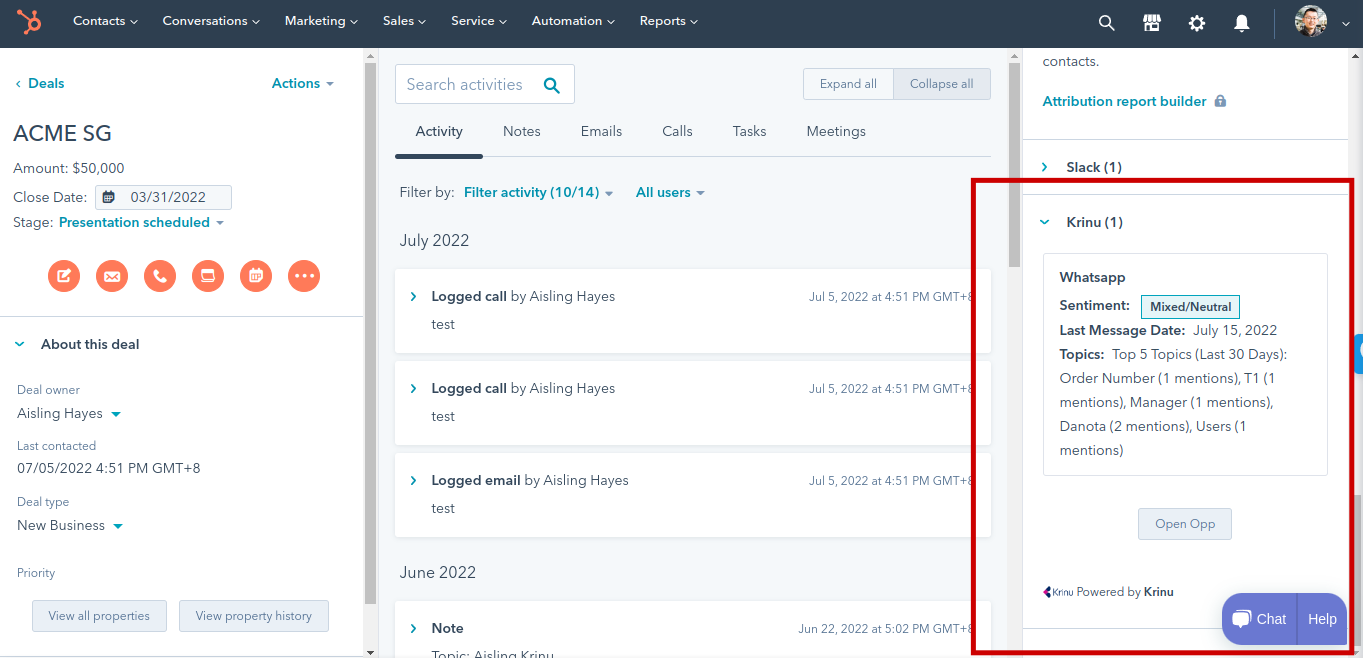 Contacts
Conversations
Marketing
Sales
Service
Automation
Reports
Deals
Actions
ACME SG
Amount: $50,000
Close Date: 03/31/2022
Stage: Presentation scheduled
About this deal
Deal owner
Aisling Hayes
Last contacted
07/05/2022 4:51 PM GMT+8
Deal type
New Business
Priority
View all properties
View property history
Search activities
Expand all
Collapse all
Activity
Notes
Emails
Calls
Tasks
Meetings
Filter by: Filter activity (10/14) All users
July 2022
Logged call by Aisling Hayes
Jul 5, 2022 at 4:51 PM GMT+8
test
Logged call by Aisling Hayes
Jul 5, 2022 at 4:51 PM GMT+8
test
Logged email by Aisling Hayes
Jul 5, 2022 at 4:51 PM GMT+8
test
June 2022
Note
Jun 22, 2022 at 5:02 PM GMT+8
Topic: Aisling Krinu
contacts.
Attribution report builder
Slack (1)
Krinu (1)
Whatsapp
Sentiment: Mixed/Neutral
Last Message Date: July 15, 2022
Topics: Top 5 Topics (Last 30 Days):
Order Number (1 mentions), T1 (1
mentions), Manager (1 mentions),
Danota (2 mentions), Users (1
mentions)
Open Opp
Krinu Powered by Krinu
Chat
Help